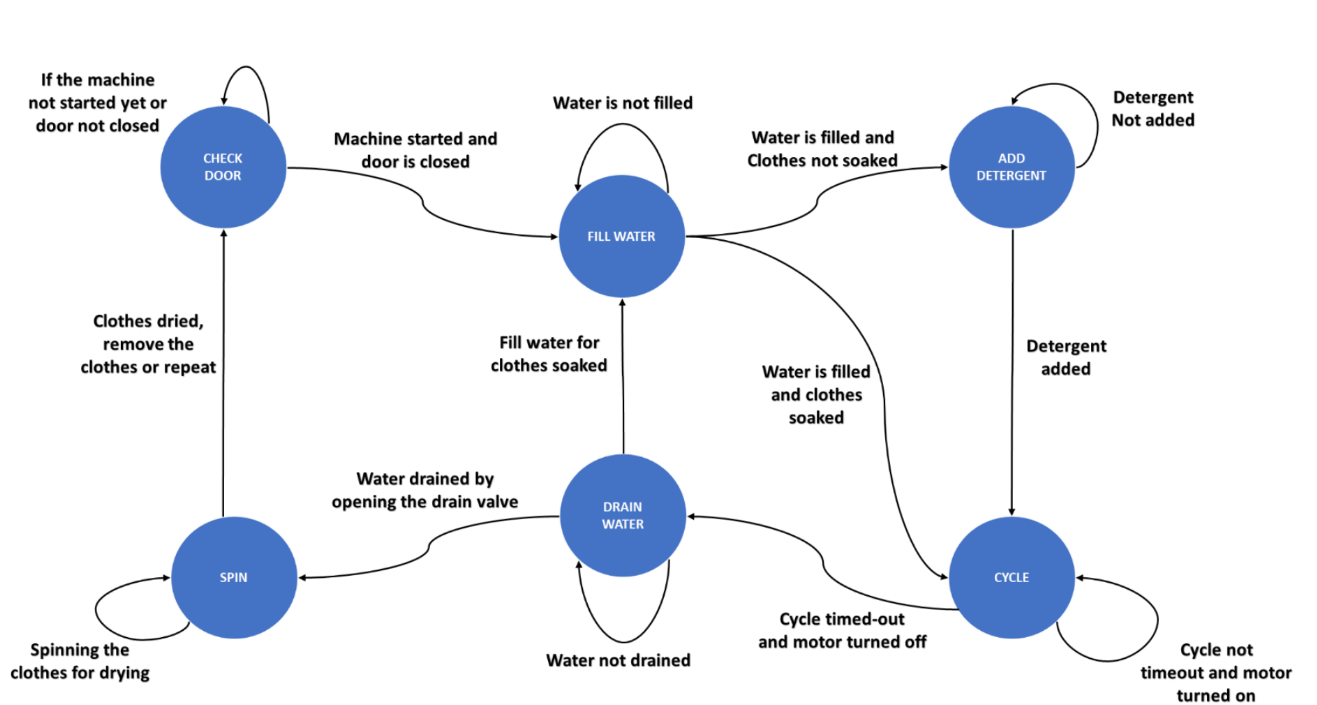 If the machine
not started yet or
door not closed
CHECK
DOOR
Machine started and
door is closed
Water is not filled
FILL WATER
Water is filled and
Clothes not soaked
ADD
DETERGENT
Detergent
Not added
Clothes dried,
remove the
clothes or repeat
Fill water for
clothes soaked
Water is filled
and clothes
soaked
Detergent
added
Water drained by
opening the drain valve
DRAIN
WATER
SPIN
CYCLE
Spinning the
clothes for drying
Water not drained
Cycle timed-out
and motor turned off
Cycle not
timeout and motor
turned on